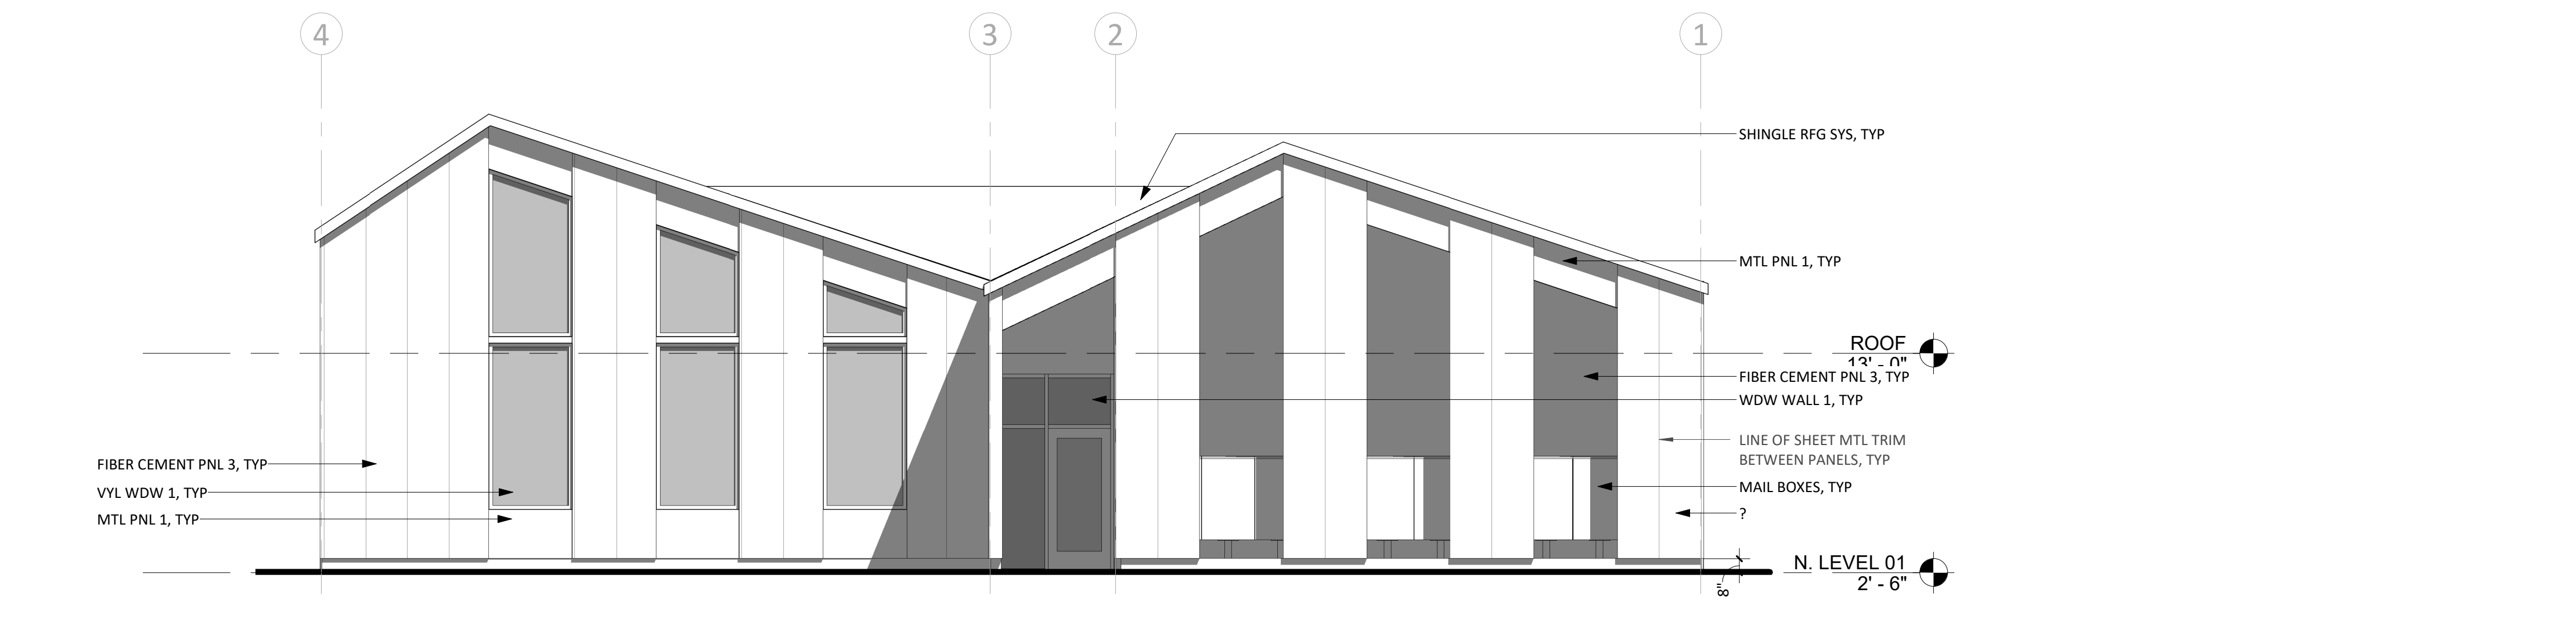 4
3
2
1
SHINGLE RFG SYS, TYP
MTL PNL 1, TYP
ROOF
13' - 0"
FIBER CEMENT PNL 3, TYP
WDW WALL 1, TYP
LINE OF SHEET MTL TRIM
BETWEEN PANELS, TYP
FIBER CEMENT PNL 3, TYP
MAIL BOXES, TYP
VYL WDW 1, TYP
?
MTL PNL 1, TYP
N. LEVEL 01
2' - 6"
8"